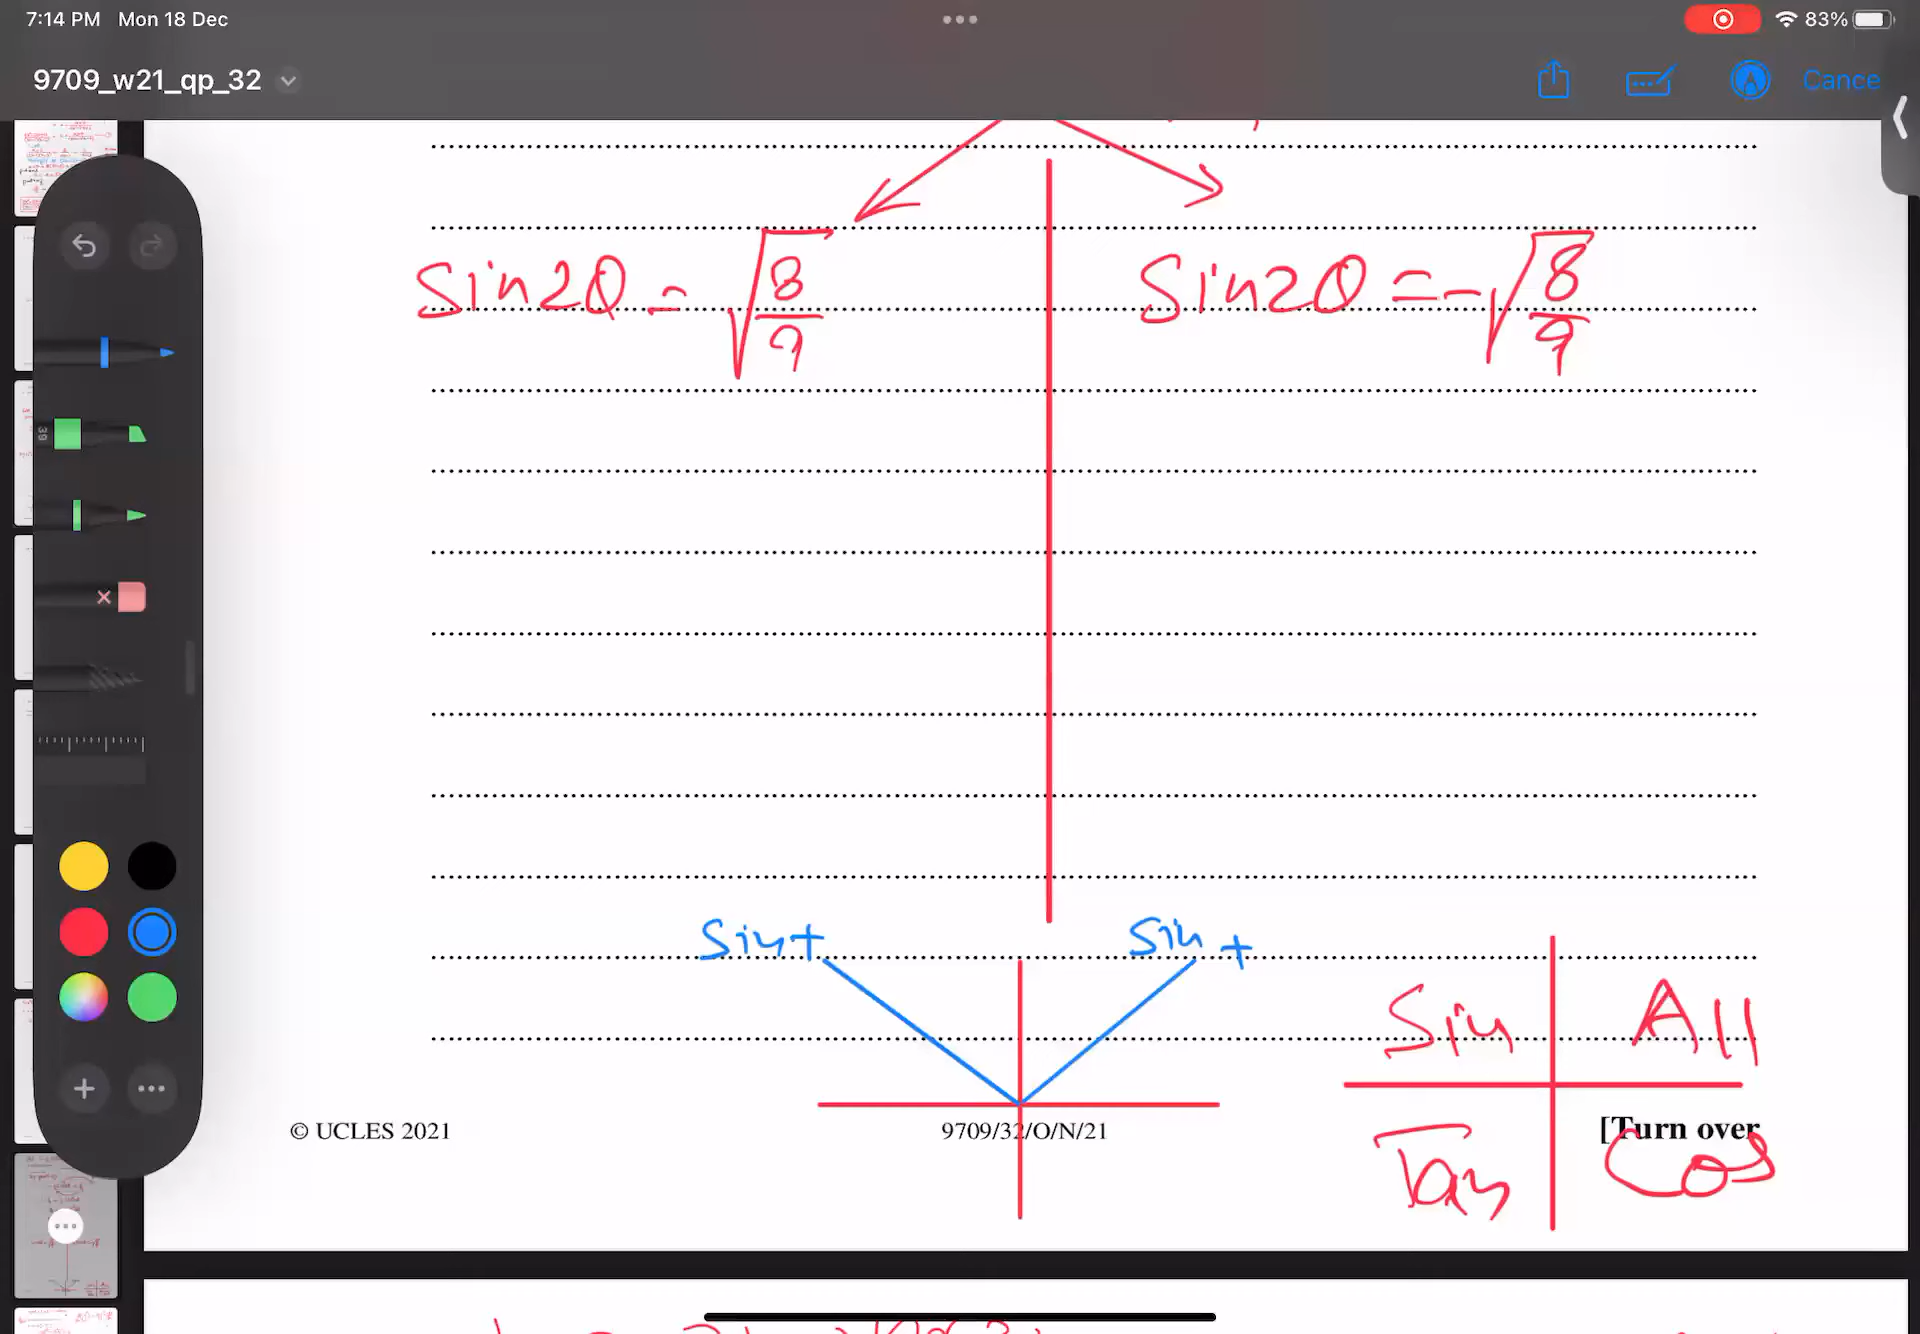 7:14 PM Mon 18 Dec
83%
9709_w21_qp_32
Cance
Sin2θ = √8/9
Sin2θ = -√8/9
39
Sin+
Sin +
Sin
All
© UCLES 2021
9709/32/O/N/21
[Turn over
Tan
Cos